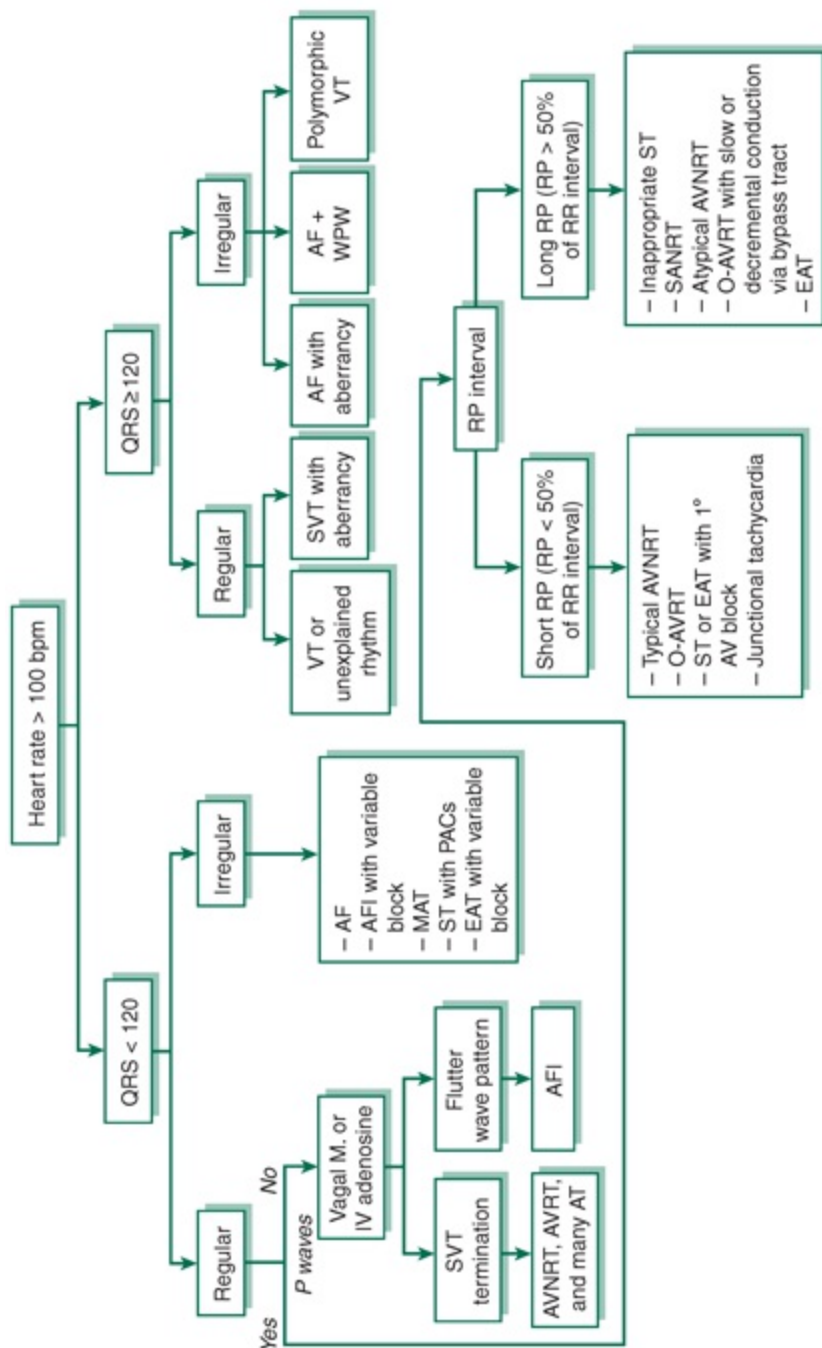 Heart rate > 100 bpm
QRS < 120
QRS ≥ 120
Regular
Irregular
Regular
Irregular
Yes
P waves
No
Vagal M. or
IV adenosine
– AF
– AFI with variable
block
– MAT
– ST with PACs
– EAT with variable
block
VT or
unexplained
rhythm
SVT with
aberrancy
AF with
aberrancy
AF +
WPW
Polymorphic
VT
SVT
termination
Flutter
wave pattern
AVNRT, AVRT,
and many AT
AFI
RP interval
Short RP (RP < 50%
of RR interval)
Long RP (RP > 50%
of RR interval)
– Typical AVNRT
– O-AVRT
– ST or EAT with 1°
AV block
– Junctional tachycardia
– Inappropriate ST
– SANRT
– Atypical AVNRT
– O-AVRT with slow or
decremental conduction
via bypass tract
– EAT